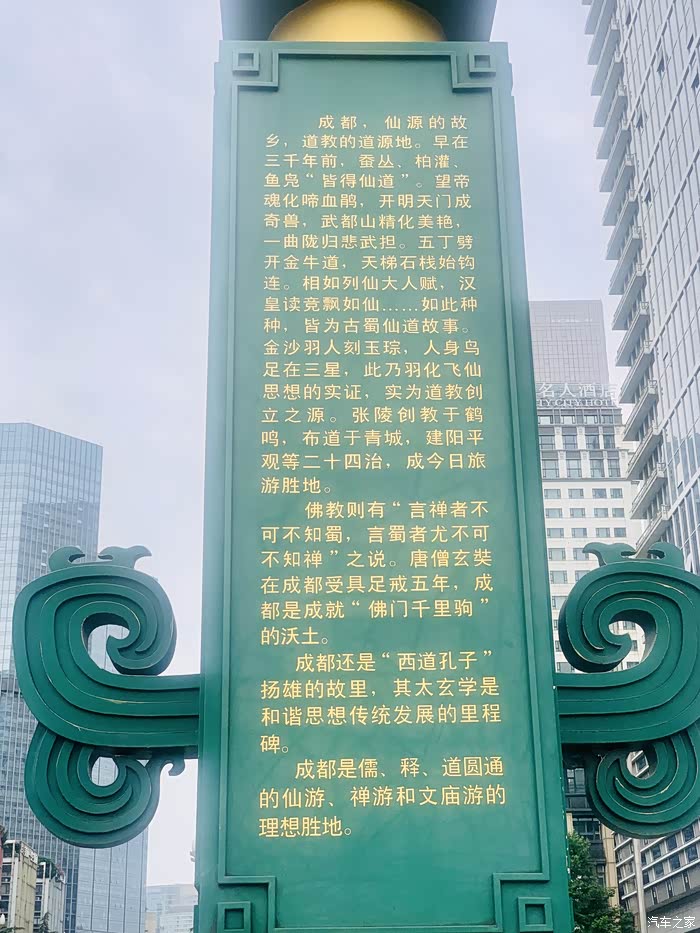 成都，仙源的故
乡，道教的道源地。早在
三千年前，蚕丛、柏灌、
鱼凫“皆得仙道”。望帝
魂化啼血鹃，开明天门成
奇兽，武都山精化美艳，
一曲陇归悲武担。五丁劈
开金牛道，天梯石栈始钩
连。相如列仙大人赋，汉
皇读竞飘如仙……如此种
种，皆为古蜀仙道故事。
金沙羽人刻玉琮，人身鸟
足在三星，此乃羽化飞仙
思想的实证，实为道教创
立之源。张陵创教于鹤
鸣，布道于青城，建阳平
观等二十四治，成今日旅
游胜地。
佛教则有“言禅者不
可不知蜀，言蜀者尤不可
不知禅”之说。唐僧玄奘
在成都受具足戒五年，成
都是成就“佛门千里驹”
的沃土。
成都还是“西道孔子”
扬雄的故里，其太玄学是
和谐思想传统发展的里程
碑。
成都是儒、释、道圆通
的仙游、禅游和文庙游的
理想胜地。
名人酒店
TY CITY HOTE
汽车之家